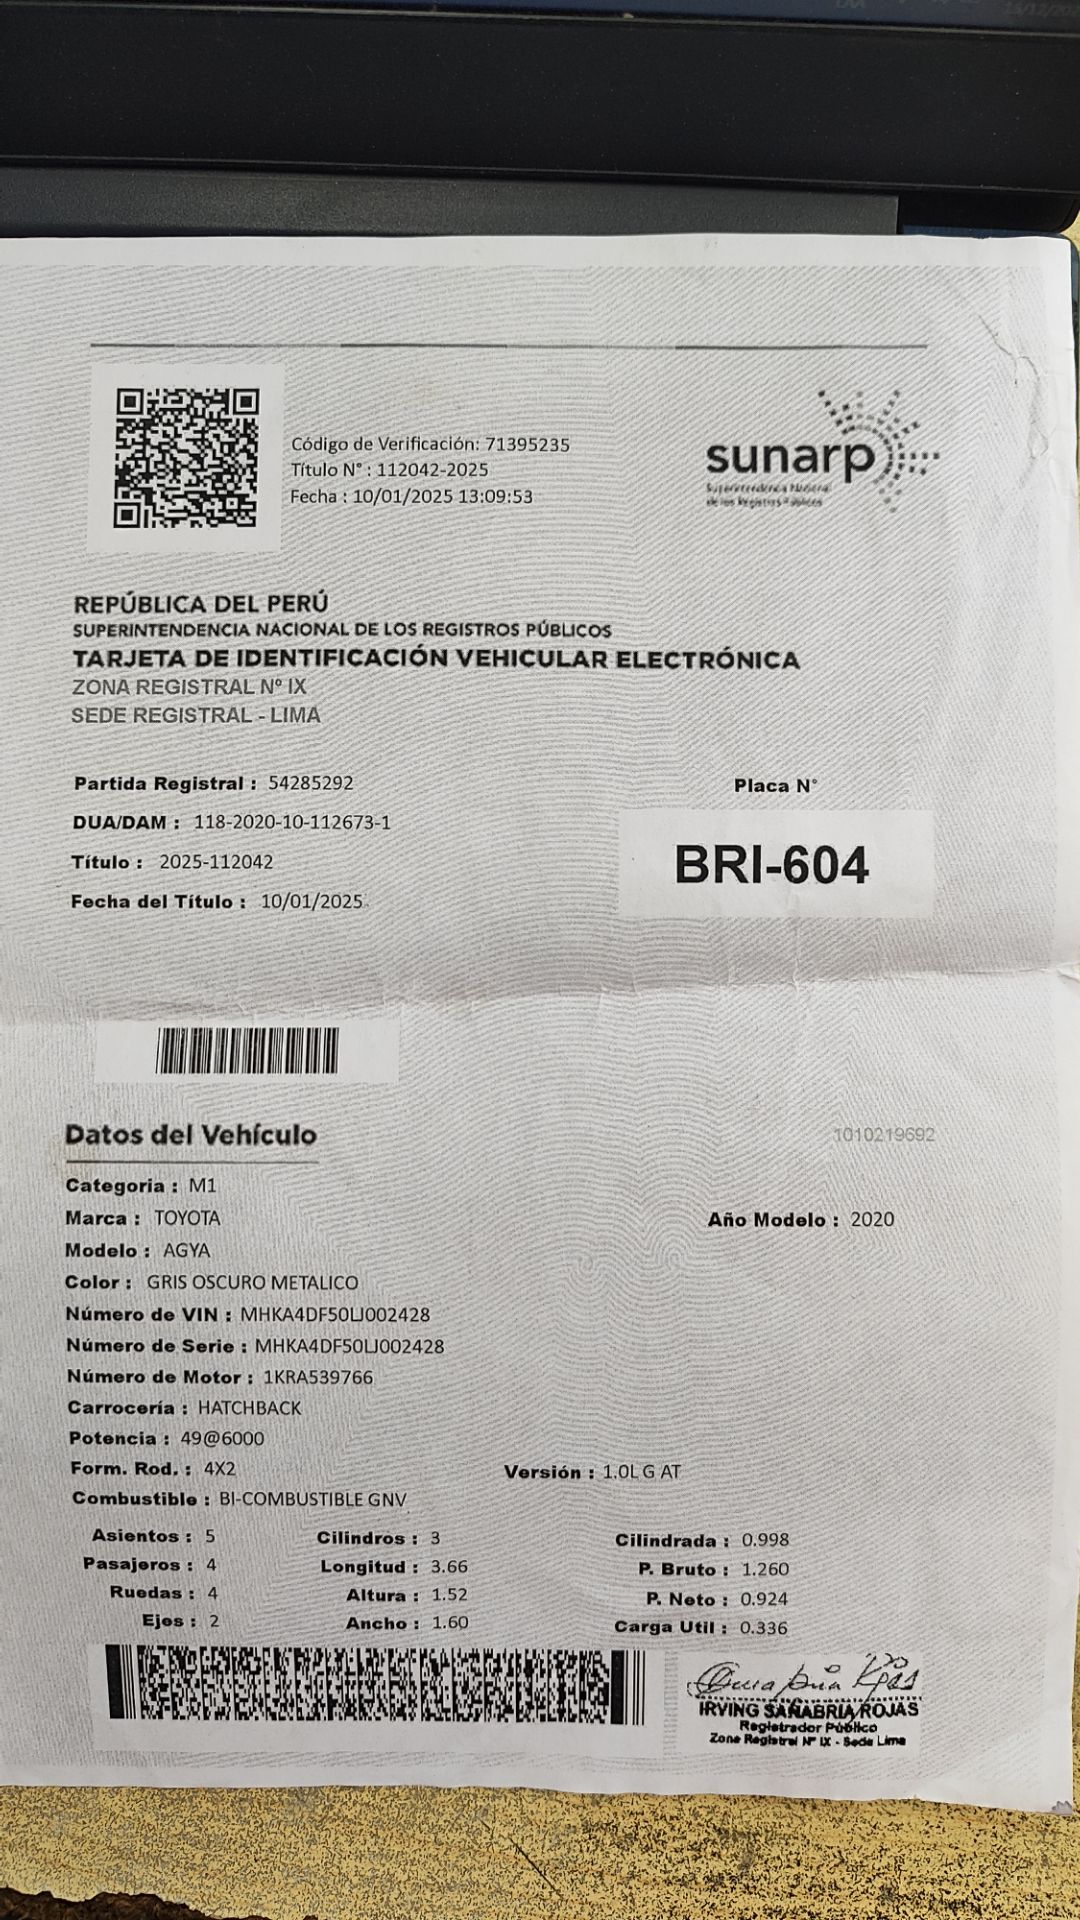 Código de Verificación: 71395235
Título N° : 112042-2025
Fecha : 10/01/2025 13:09:53
sunarp
Superintendencia Nacional
de los Registros Públicos
REPÚBLICA DEL PERÚ
SUPERINTENDENCIA NACIONAL DE LOS REGISTROS PÚBLICOS
TARJETA DE IDENTIFICACIÓN VEHICULAR ELECTRÓNICA
ZONA REGISTRAL Nº IX
SEDE REGISTRAL - LIMA
Partida Registral : 54285292
Placa N°
DUA/DAM : 118-2020-10-112673-1
BRI-604
Título : 2025-112042
Fecha del Título : 10/01/2025
Datos del Vehículo
1010219692
Categoria : M1
Marca : TOYOTA
Año Modelo : 2020
Modelo : AGYA
Color : GRIS OSCURO METALICO
Número de VIN : MHKA4DF50LJ002428
Número de Serie : MHKA4DF50LJ002428
Número de Motor : 1KRA539766
Carrocería : HATCHBACK
Potencia : 49@6000
Form. Rod. : 4X2
Versión : 1.0L G AT
Combustible : BI-COMBUSTIBLE GNV
Asientos : 5 Cilindros : 3 Cilindrada : 0.998
Pasajeros : 4 Longitud : 3.66 P. Bruto : 1.260
Ruedas : 4 Altura : 1.52 P. Neto : 0.924
Ejes : 2 Ancho : 1.60 Carga Util : 0.336
IRVING SAÑABRIA ROJAS
Registrador Público
Zona Registral Nº IX - Sede Lima